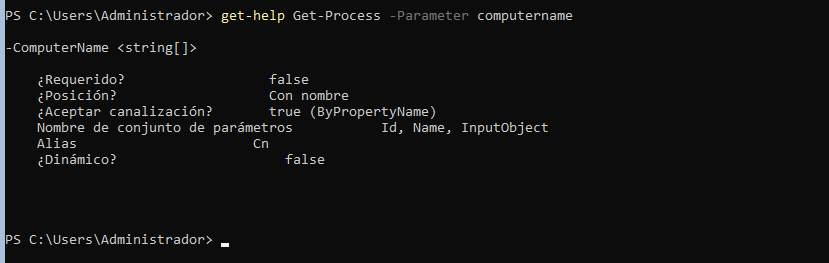 PS C:\Users\Administrador> get-help Get-Process -Parameter computername
-ComputerName <string[]>
¿Requerido? false
¿Posición? Con nombre
¿Aceptar canalización? true (ByPropertyName)
Nombre de conjunto de parámetros Id, Name, InputObject
Alias Cn
¿Dinámico? false
PS C:\Users\Administrador>